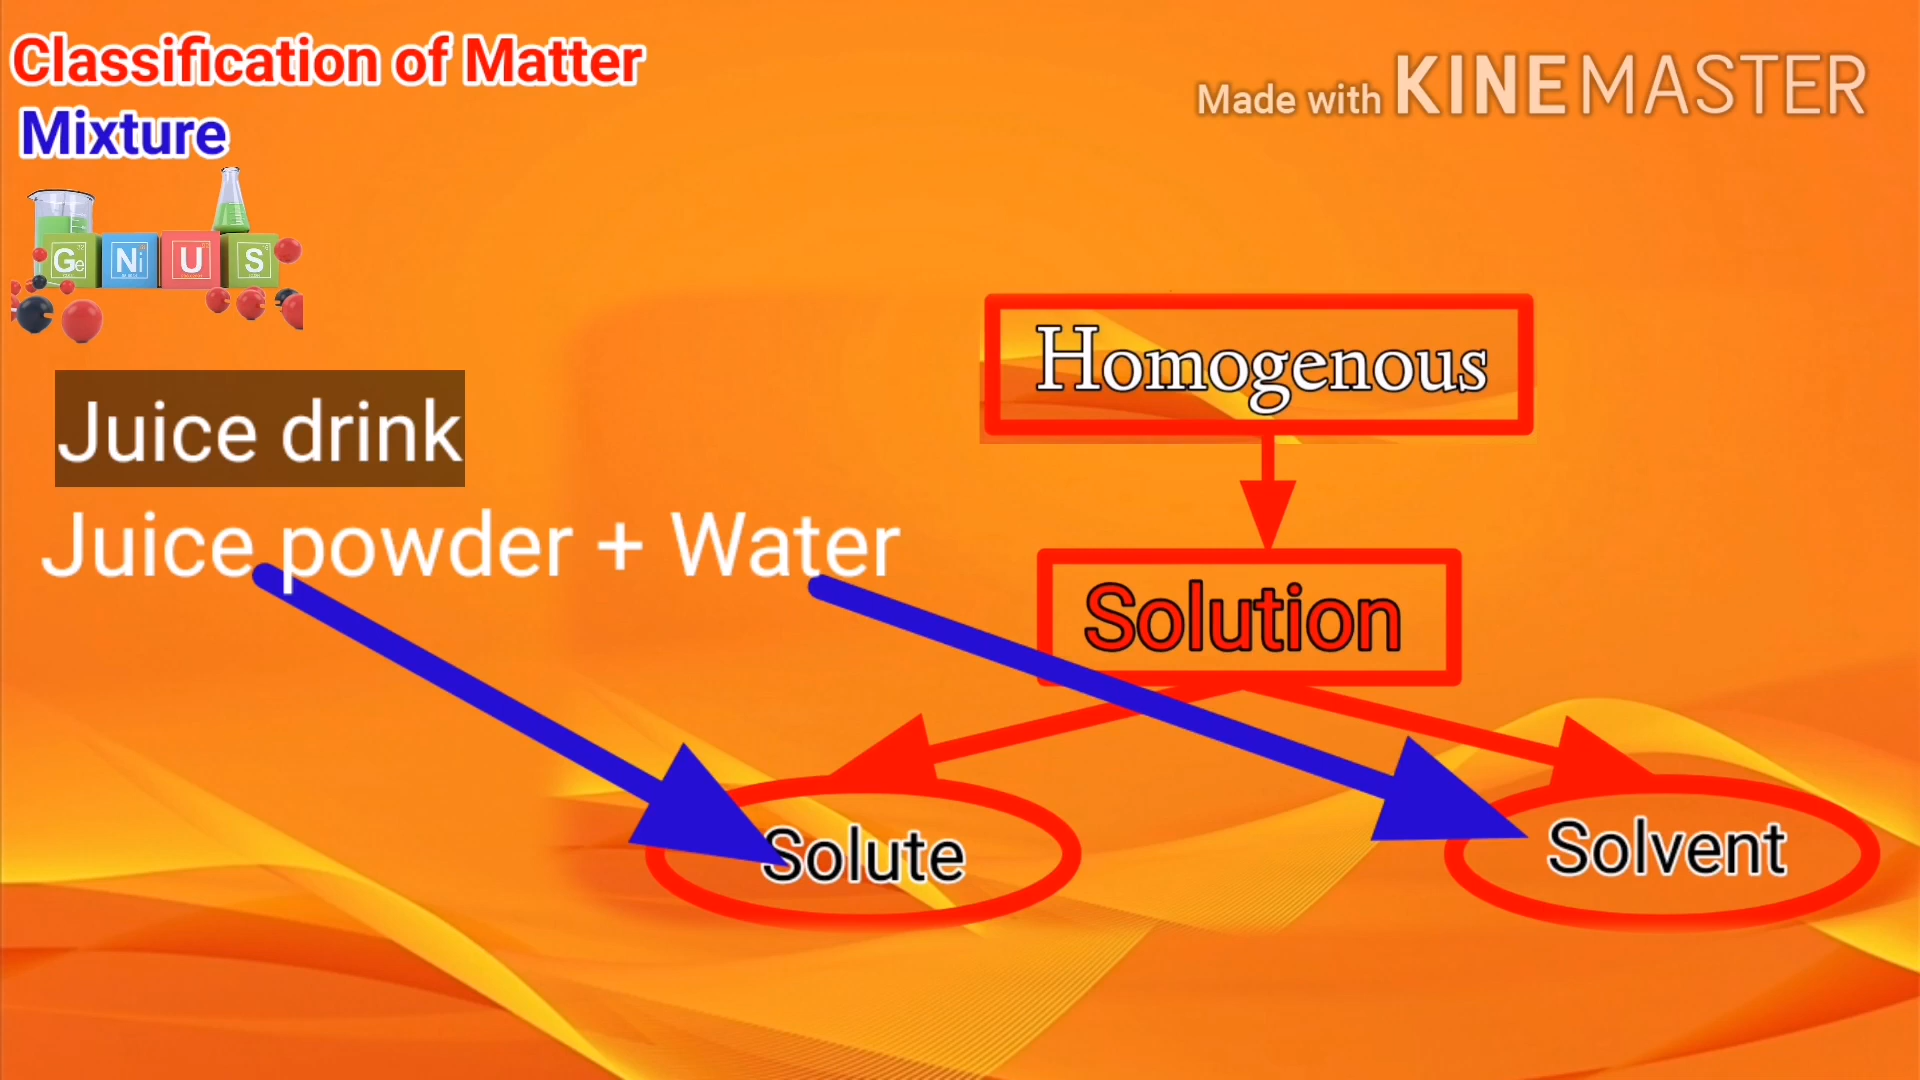 Classification of Matter
Mixture
Made with KINEMASTER
Ge Ni U S
Juice drink
Juice powder + Water
Homogenous
Solution
Solute
Solvent